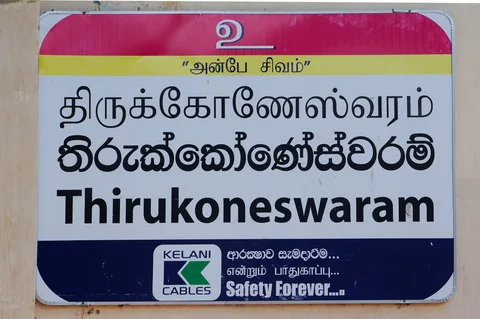 உ
"அன்பே சிவம்"
திருக்கோணேஸ்வரம்
තිරුක්කෝණේස්වරම්
Thirukoneswaram
KELANI
CABLES
ආරක්ෂාව සැමදාටම...
என்றும் பாதுகாப்பு...
Safety Forever...